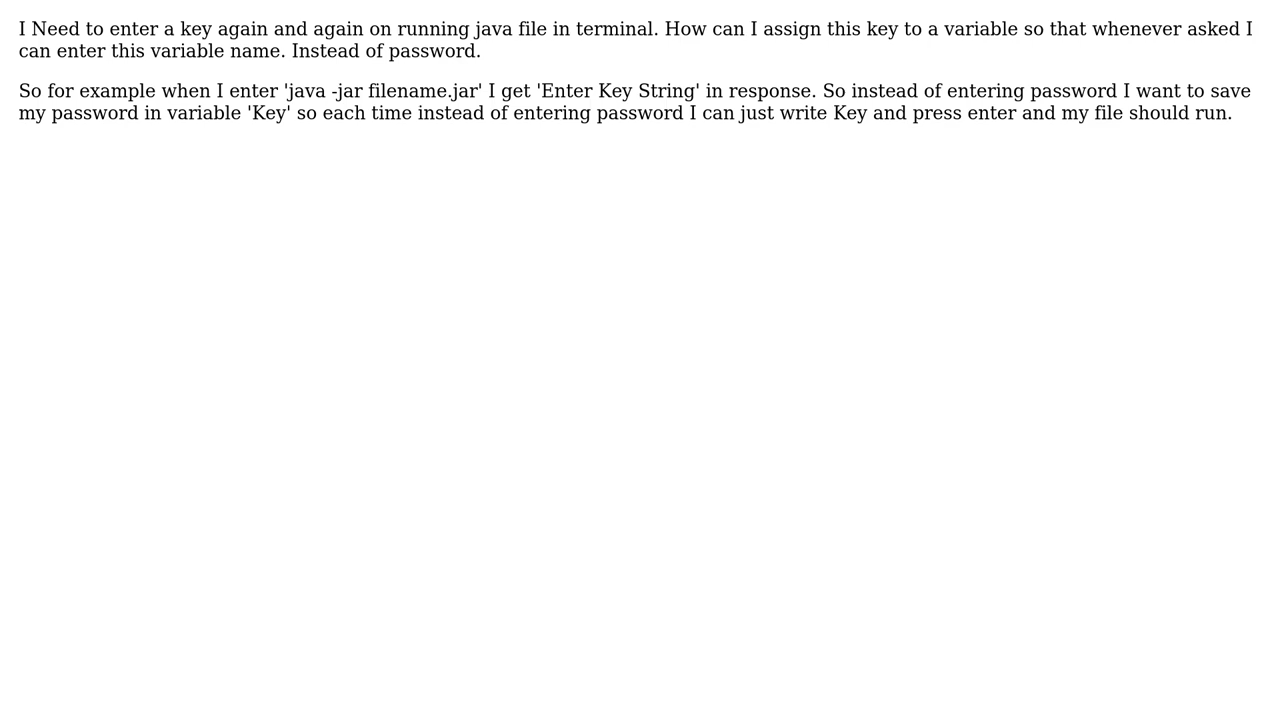 I Need to enter a key again and again on running java file in terminal. How can I assign this key to a variable so that whenever asked I
can enter this variable name. Instead of password.
So for example when I enter 'java -jar filename.jar' I get 'Enter Key String' in response. So instead of entering password I want to save
my password in variable 'Key' so each time instead of entering password I can just write Key and press enter and my file should run.